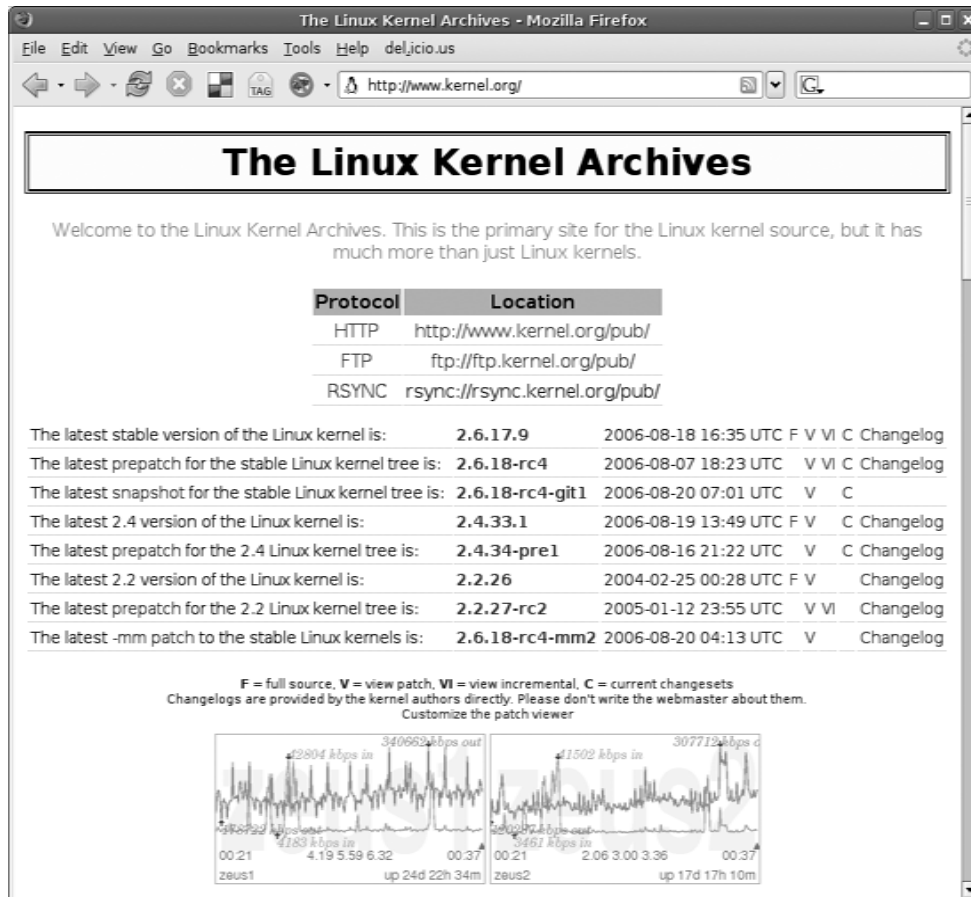 The Linux Kernel Archives - Mozilla Firefox
File Edit View Go Bookmarks Tools Help del.icio.us
TAG http://www.kernel.org/ G
The Linux Kernel Archives
Welcome to the Linux Kernel Archives. This is the primary site for the Linux kernel source, but it has
much more than just Linux kernels.
Protocol Location
HTTP http://www.kernel.org/pub/
FTP ftp://ftp.kernel.org/pub/
RSYNC rsync://rsync.kernel.org/pub/
The latest stable version of the Linux kernel is: 2.6.17.9 2006-08-18 16:35 UTC F V VI C Changelog
The latest prepatch for the stable Linux kernel tree is: 2.6.18-rc4 2006-08-07 18:23 UTC V VI C Changelog
The latest snapshot for the stable Linux kernel tree is: 2.6.18-rc4-git1 2006-08-20 07:01 UTC V C
The latest 2.4 version of the Linux kernel is: 2.4.33.1 2006-08-19 13:49 UTC F V C Changelog
The latest prepatch for the 2.4 Linux kernel tree is: 2.4.34-pre1 2006-08-16 21:22 UTC V C Changelog
The latest 2.2 version of the Linux kernel is: 2.2.26 2004-02-25 00:28 UTC F V Changelog
The latest prepatch for the 2.2 Linux kernel tree is: 2.2.27-rc2 2005-01-12 23:55 UTC V VI Changelog
The latest -mm patch to the stable Linux kernels is: 2.6.18-rc4-mm2 2006-08-20 04:13 UTC V Changelog
F = full source, V = view patch, VI = view incremental, C = current changesets
Changelogs are provided by the kernel authors directly. Please don't write the webmaster about them.
Customize the patch viewer
340662 kbps out 307712 kbps
42804 kbps in 41502 kbps in
zeus1 zeus2
kbps out kbps out
4183 kbps in 3461 kbps in
00:21 4.19 5.59 6.32 00:37 00:21 2.06 3.00 3.36 00:37
zeus1 up 24d 22h 34m zeus2 up 17d 17h 10m